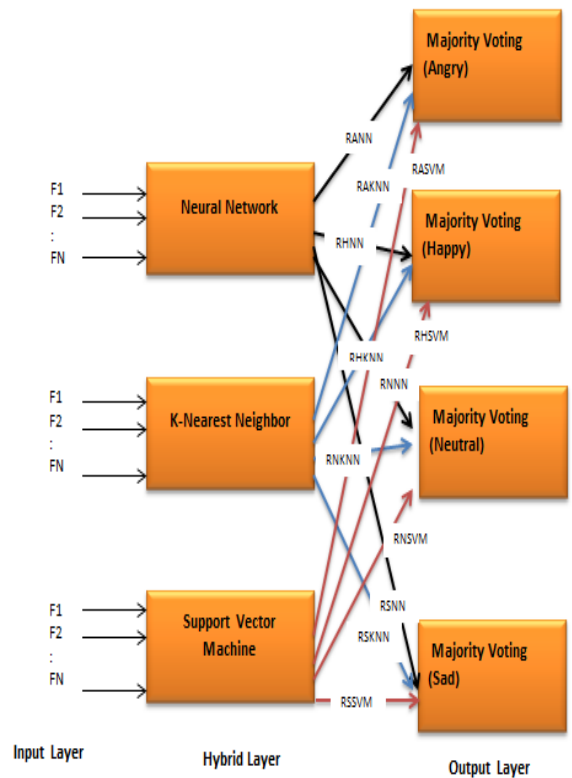 Majority Voting
(Angry)
RANN
RAKNN
RASVM
F1
F2
:
FN
Neural Network
Majority Voting
(Happy)
RHNN
RHSVM
RHKNN
RNNN
F1
F2
:
FN
K-Nearest Neighbor
Majority Voting
(Neutral)
RNKNN
RNSVM
F1
F2
:
FN
Support Vector
Machine
RSNN
RSKNN
Majority Voting
(Sad)
RSSVM
Input Layer
Hybrid Layer
Output Layer